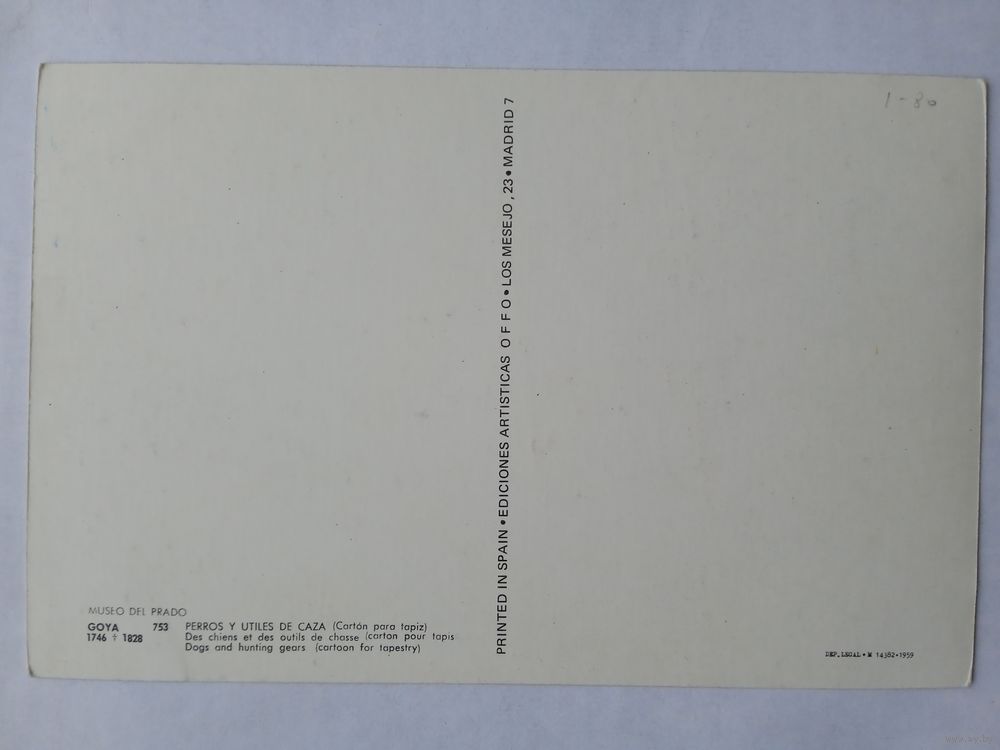 1-80
PRINTED IN SPAIN • EDICIONES ARTISTICAS OFFO • LOS MESEJO, 23 • MADRID 7
MUSEO DEL PRADO
GOYA 753 PERROS Y UTILES DE CAZA (Cartón para tapiz)
1746 † 1828 Des chiens et des outils de chasse (carton pour tapis
Dogs and hunting gears (cartoon for tapestry)
DEP. LEGAL • M 14382-1959